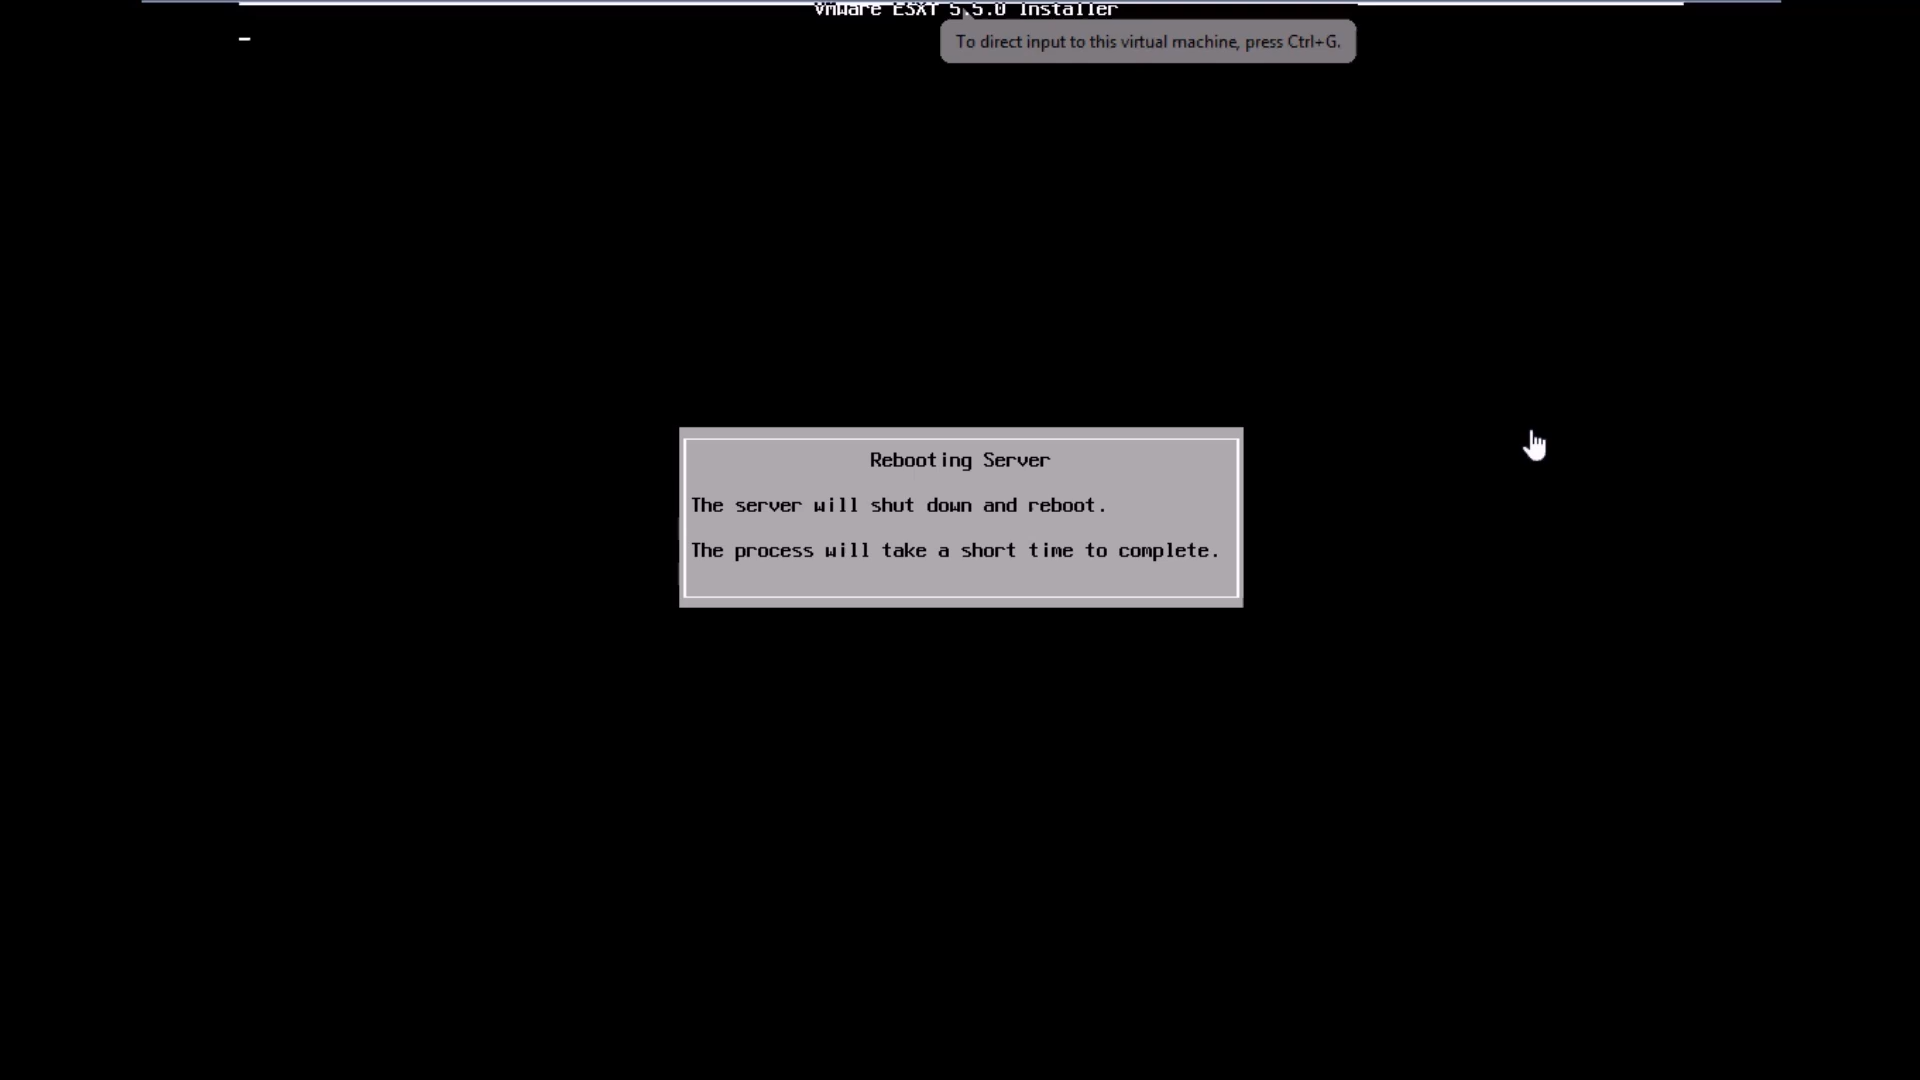 VMware ESXi 5.5.0 Installer
To direct input to this virtual machine, press Ctrl+G.
Rebooting Server
The server will shut down and reboot.
The process will take a short time to complete.